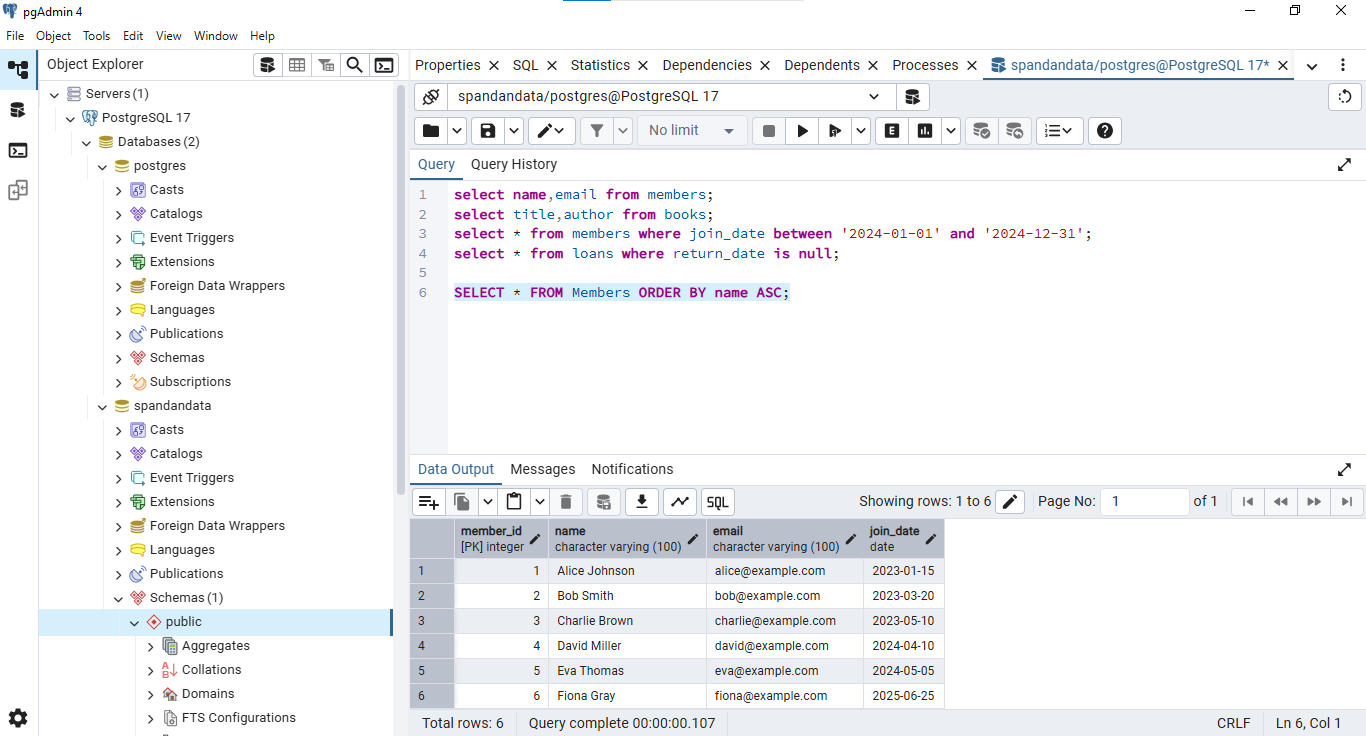 pgAdmin 4
File Object Tools Edit View Window Help
Object Explorer
Properties SQL Statistics Dependencies Dependents Processes spandandata/postgres@PostgreSQL 17*
Servers (1)
PostgreSQL 17
Databases (2)
postgres
Casts
Catalogs
Event Triggers
Extensions
Foreign Data Wrappers
Languages
Publications
Schemas
Subscriptions
spandandata
Casts
Catalogs
Event Triggers
Extensions
Foreign Data Wrappers
Languages
Publications
Schemas (1)
public
Aggregates
Collations
Domains
FTS Configurations
spandandata/postgres@PostgreSQL 17
No limit E
Query Query History
1 select name,email from members;
2 select title,author from books;
3 select * from members where join_date between '2024-01-01' and '2024-12-31';
4 select * from loans where return_date is null;
5
6 SELECT * FROM Members ORDER BY name ASC;
Data Output Messages Notifications
SQL Showing rows: 1 to 6 Page No: 1 of 1
member_id name email join_date
[PK] integer character varying (100) character varying (100) date
1 1 Alice Johnson alice@example.com 2023-01-15
2 2 Bob Smith bob@example.com 2023-03-20
3 3 Charlie Brown charlie@example.com 2023-05-10
4 4 David Miller david@example.com 2024-04-10
5 5 Eva Thomas eva@example.com 2024-05-05
6 6 Fiona Gray fiona@example.com 2025-06-25
Total rows: 6 Query complete 00:00:00.107 CRLF Ln 6, Col 1